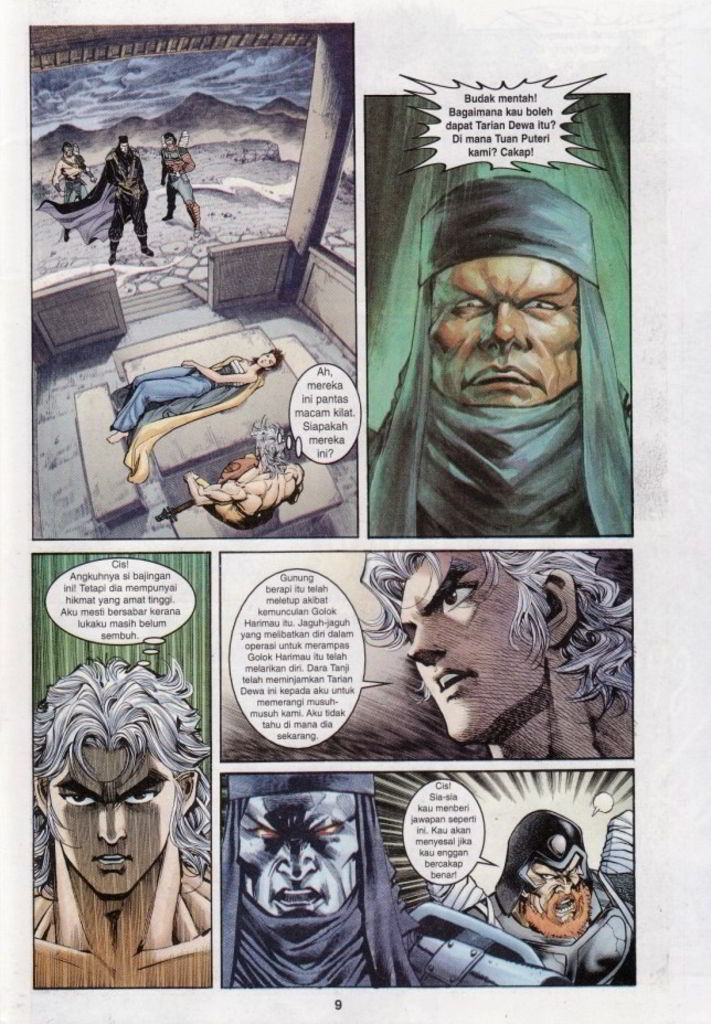 Ah,
mereka
ini pantas
macam kilat.
Siapakah
mereka
ini?
Budak mentah!
Bagaimana kau boleh
dapat Tarian Dewa itu?
Di mana Tuan Puteri
kami? Cakap!
Cis!
Angkuhnya si bajingan
ini! Tetapi dia mempunyai
hikmat yang amat tinggi.
Aku mesti bersabar kerana
lukaku masih belum
sembuh.
Gunung
berapi itu telah
meletup akibat
kemunculan Golok
Harimau itu. Jaguh-jaguh
yang melibatkan diri dalam
operasi untuk merampas
Golok Harimau itu telah
melarikan diri. Dara Tanji
telah meminjamkan Tarian
Dewa ini kepada aku untuk
memerangi musuh-
musuh kami. Aku tidak
tahu di mana dia
sekarang.
Cis!
Sia-sia
kau memberi
jawapan seperti
ini. Kau akan
menyesal jika
kau enggan
bercakap
benar!
9